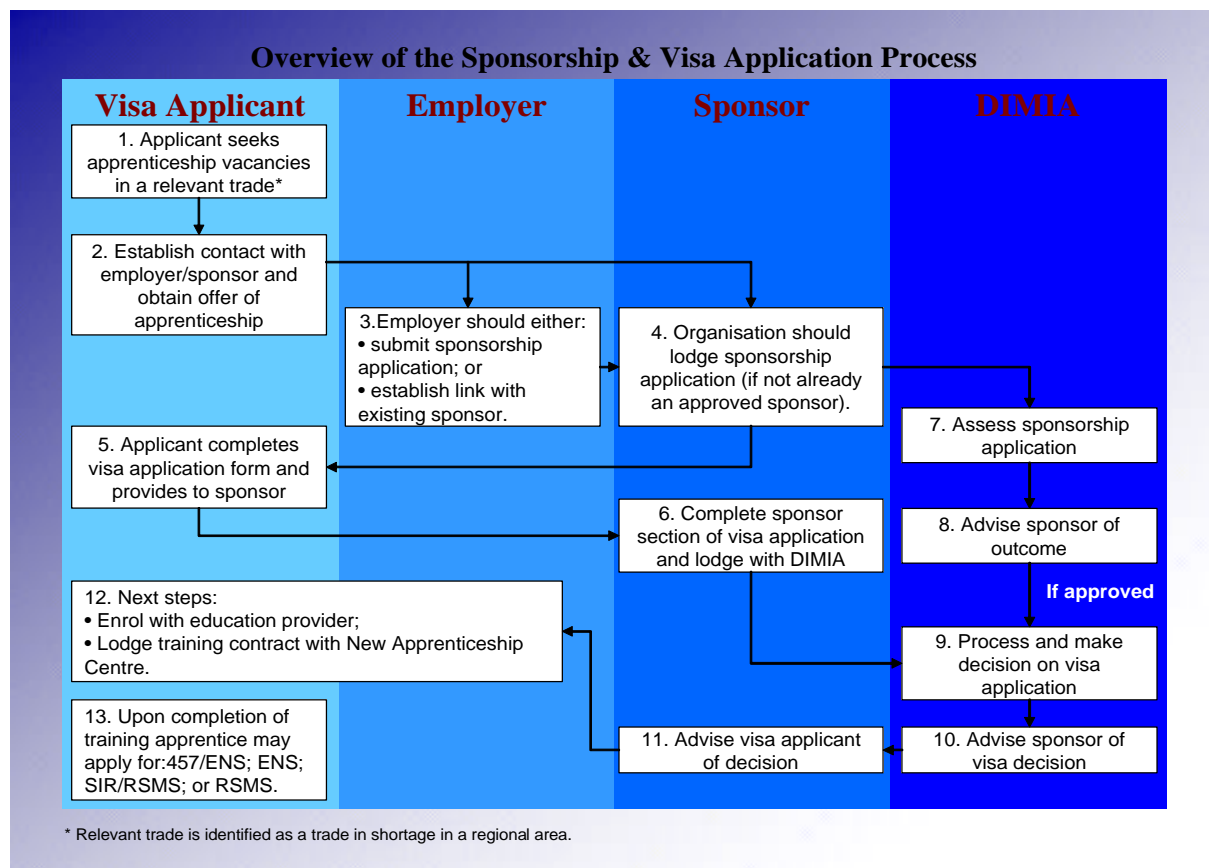 Overview of the Sponsorship & Visa Application Process
Visa Applicant
Employer
Sponsor
DIMIA
1. Applicant seeks
apprenticeship vacancies
in a relevant trade*
2. Establish contact with
employer/sponsor and
obtain offer of
apprenticeship
3.Employer should either:
• submit sponsorship
application; or
• establish link with
existing sponsor.
4. Organisation should
lodge sponsorship
application (if not already
an approved sponsor).
5. Applicant completes
visa application form and
provides to sponsor
6. Complete sponsor
section of visa application
and lodge with DIMIA
7. Assess sponsorship
application
8. Advise sponsor of
outcome
If approved
9. Process and make
decision on visa
application
10. Advise sponsor of
visa decision
11. Advise visa applicant
of decision
12. Next steps:
• Enrol with education provider;
• Lodge training contract with New Apprenticeship
Centre.
13. Upon completion of
training apprentice may
apply for:457/ENS; ENS;
SIR/RSMS; or RSMS.
* Relevant trade is identified as a trade in shortage in a regional area.